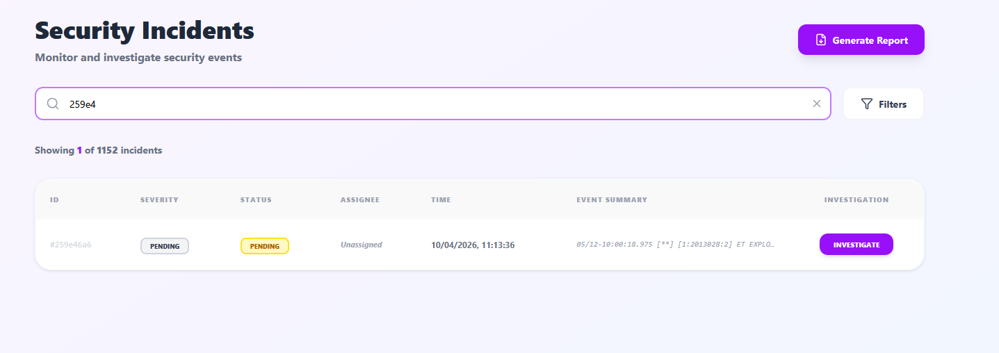 Security Incidents
Monitor and investigate security events
Generate Report
259e4
Filters
Showing 1 of 1152 incidents
ID SEVERITY STATUS ASSIGNEE TIME EVENT SUMMARY INVESTIGATION
#259e46a6 PENDING PENDING Unassigned 10/04/2026, 11:13:36 05/12-10:00:18.975 [**] [1:2013028:2] ET EXPLO… INVESTIGATE